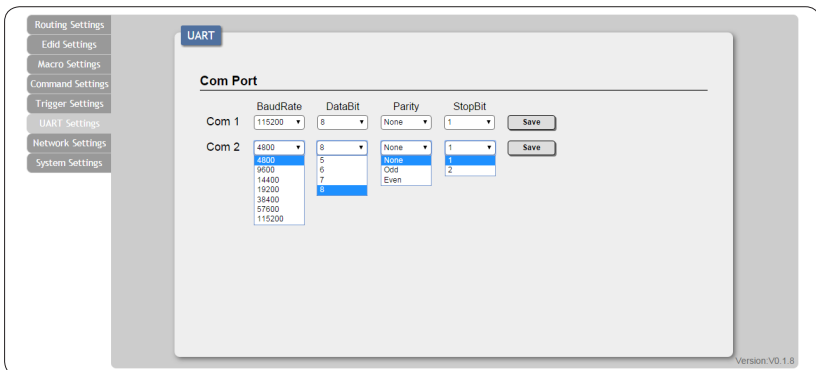 Routing Settings
Edid Settings
Macro Settings
Command Settings
Trigger Settings
UART Settings
Network Settings
System Settings
UART
Com Port
BaudRate DataBit Parity StopBit
Com 1 115200 8 None 1 Save
Com 2 4800 8 None 1 Save
4800 5 None 1
9600 6 Odd 2
14400 7 Even
19200 8
38400
57600
115200
Version:V0.1.8